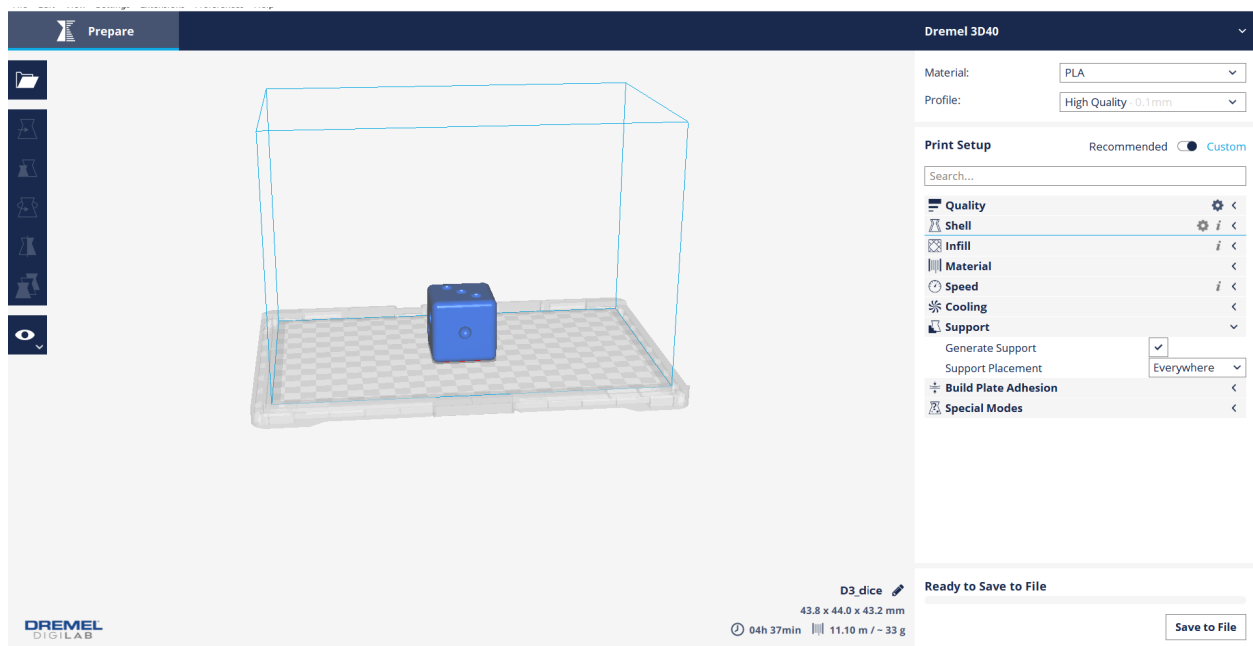 Prepare
Dremel 3D40
Material: PLA
Profile: High Quality - 0.1mm
Print Setup Recommended Custom
Search...
Quality
Shell
Infill
Material
Speed
Cooling
Support
Generate Support
Support Placement Everywhere
Build Plate Adhesion
Special Modes
D3_dice
43.8 x 44.0 x 43.2 mm
04h 37min 11.10 m / ~ 33 g
Ready to Save to File
Save to File
DREMEL
DIGILAB